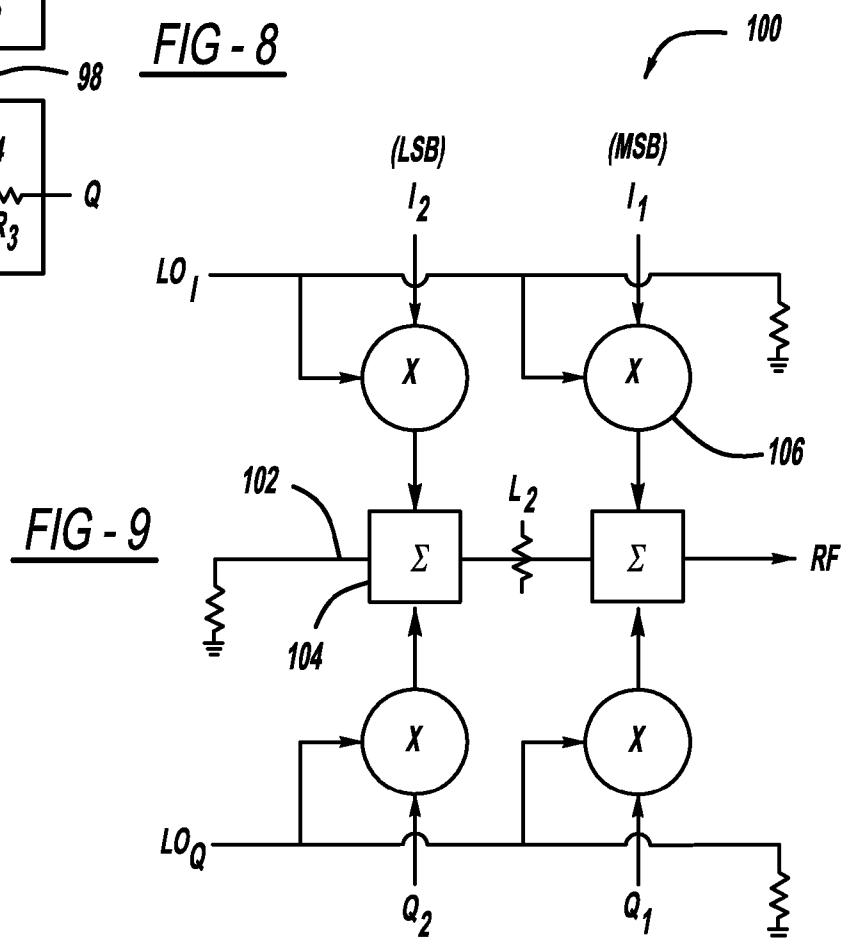 FIG - 8
100
98
(LSB)
(MSB)
I2
I1
Q
R3
LOI
X
X
106
102
L2
FIG - 9
Σ
Σ
RF
104
X
X
LOQ
Q2
Q1